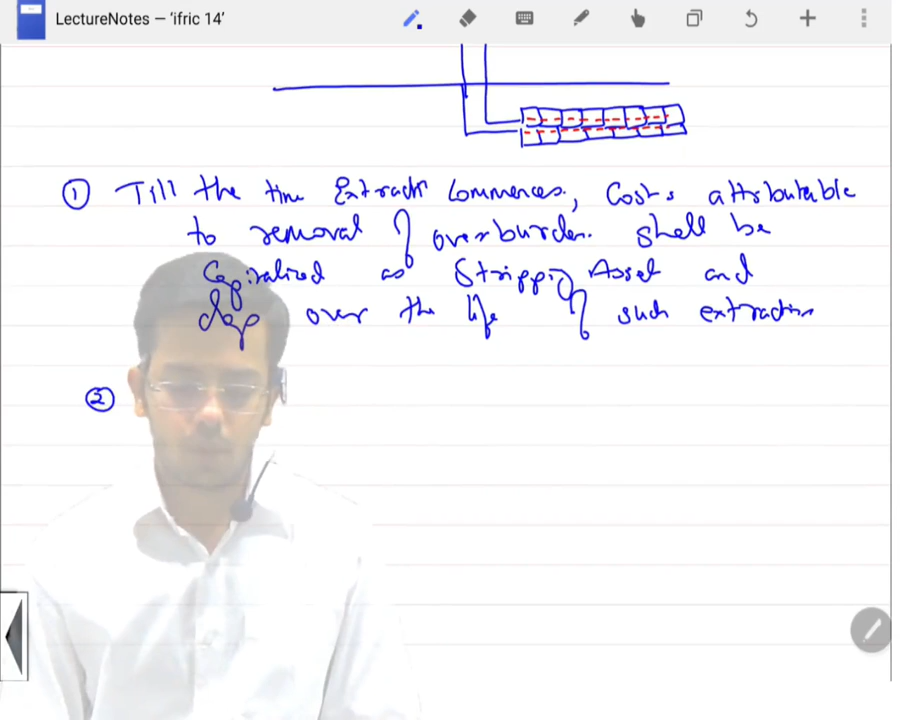 LectureNotes – 'ifric 14'
① Till the time Extractn Commences, Costs attributable
to removal of overburden shall be
Capitalized as Stripping Asset and
dep over the life of such extraction
②